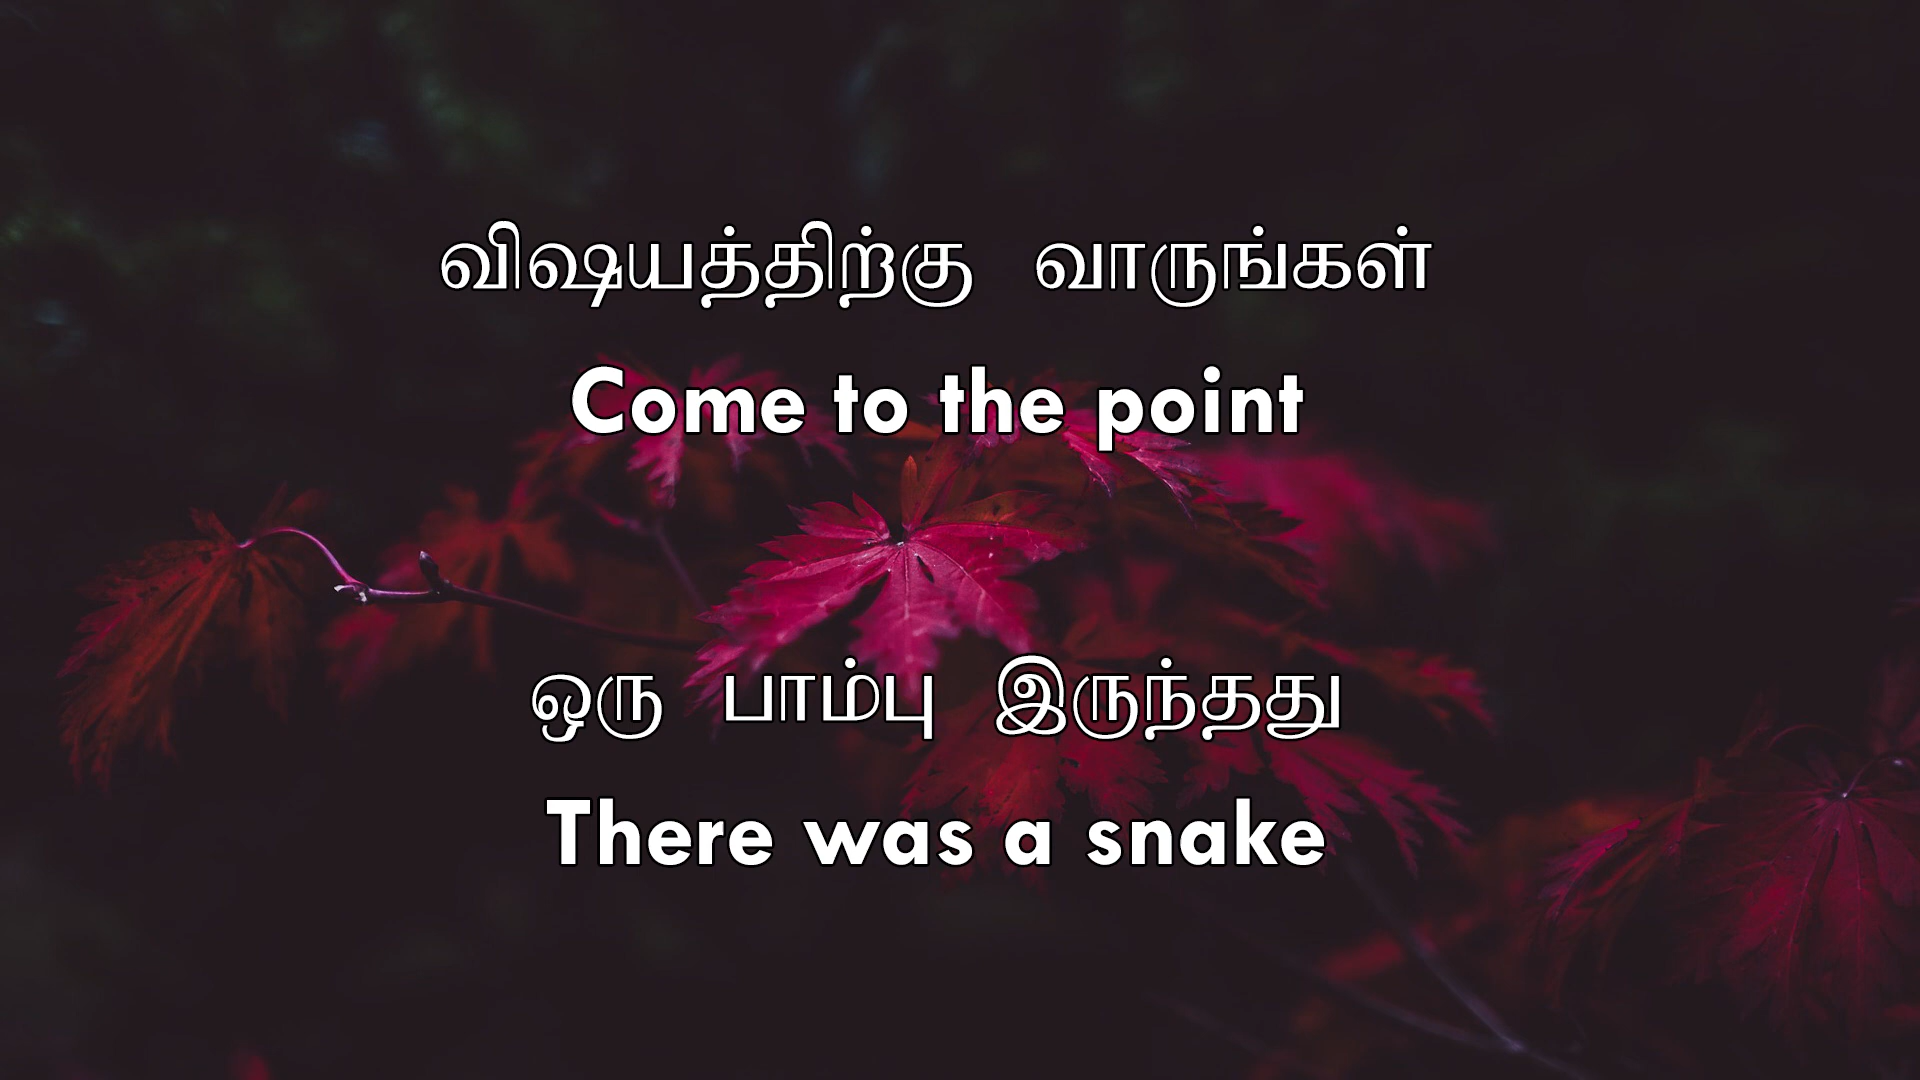 விஷயத்திற்கு வாருங்கள்
Come to the point
ஒரு பாம்பு இருந்தது
There was a snake